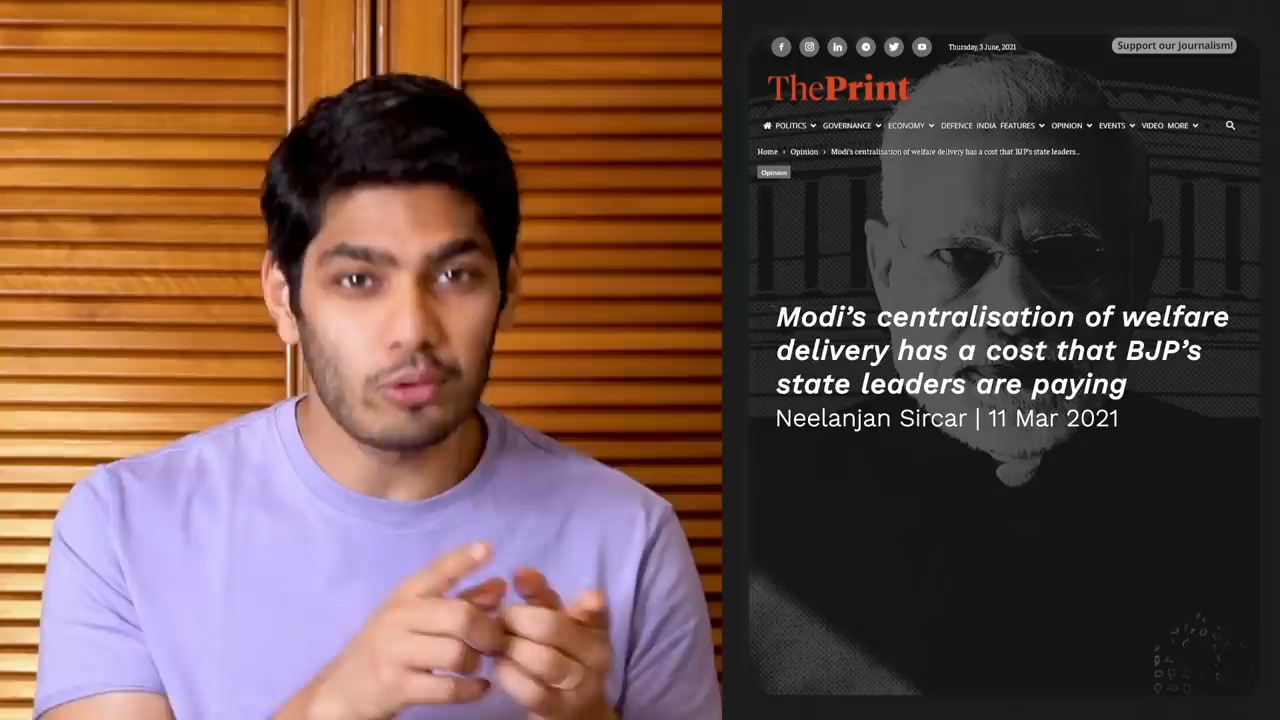 Thursday, 3 June, 2021
Support our Journalism!
ThePrint
POLITICS GOVERNANCE ECONOMY DEFENCE INDIA FEATURES OPINION EVENTS VIDEO MORE
Home › Opinion › Modi's centralisation of welfare delivery has a cost that BJP's state leaders...
Opinion
Modi's centralisation of welfare
delivery has a cost that BJP's
state leaders are paying
Neelanjan Sircar | 11 Mar 2021